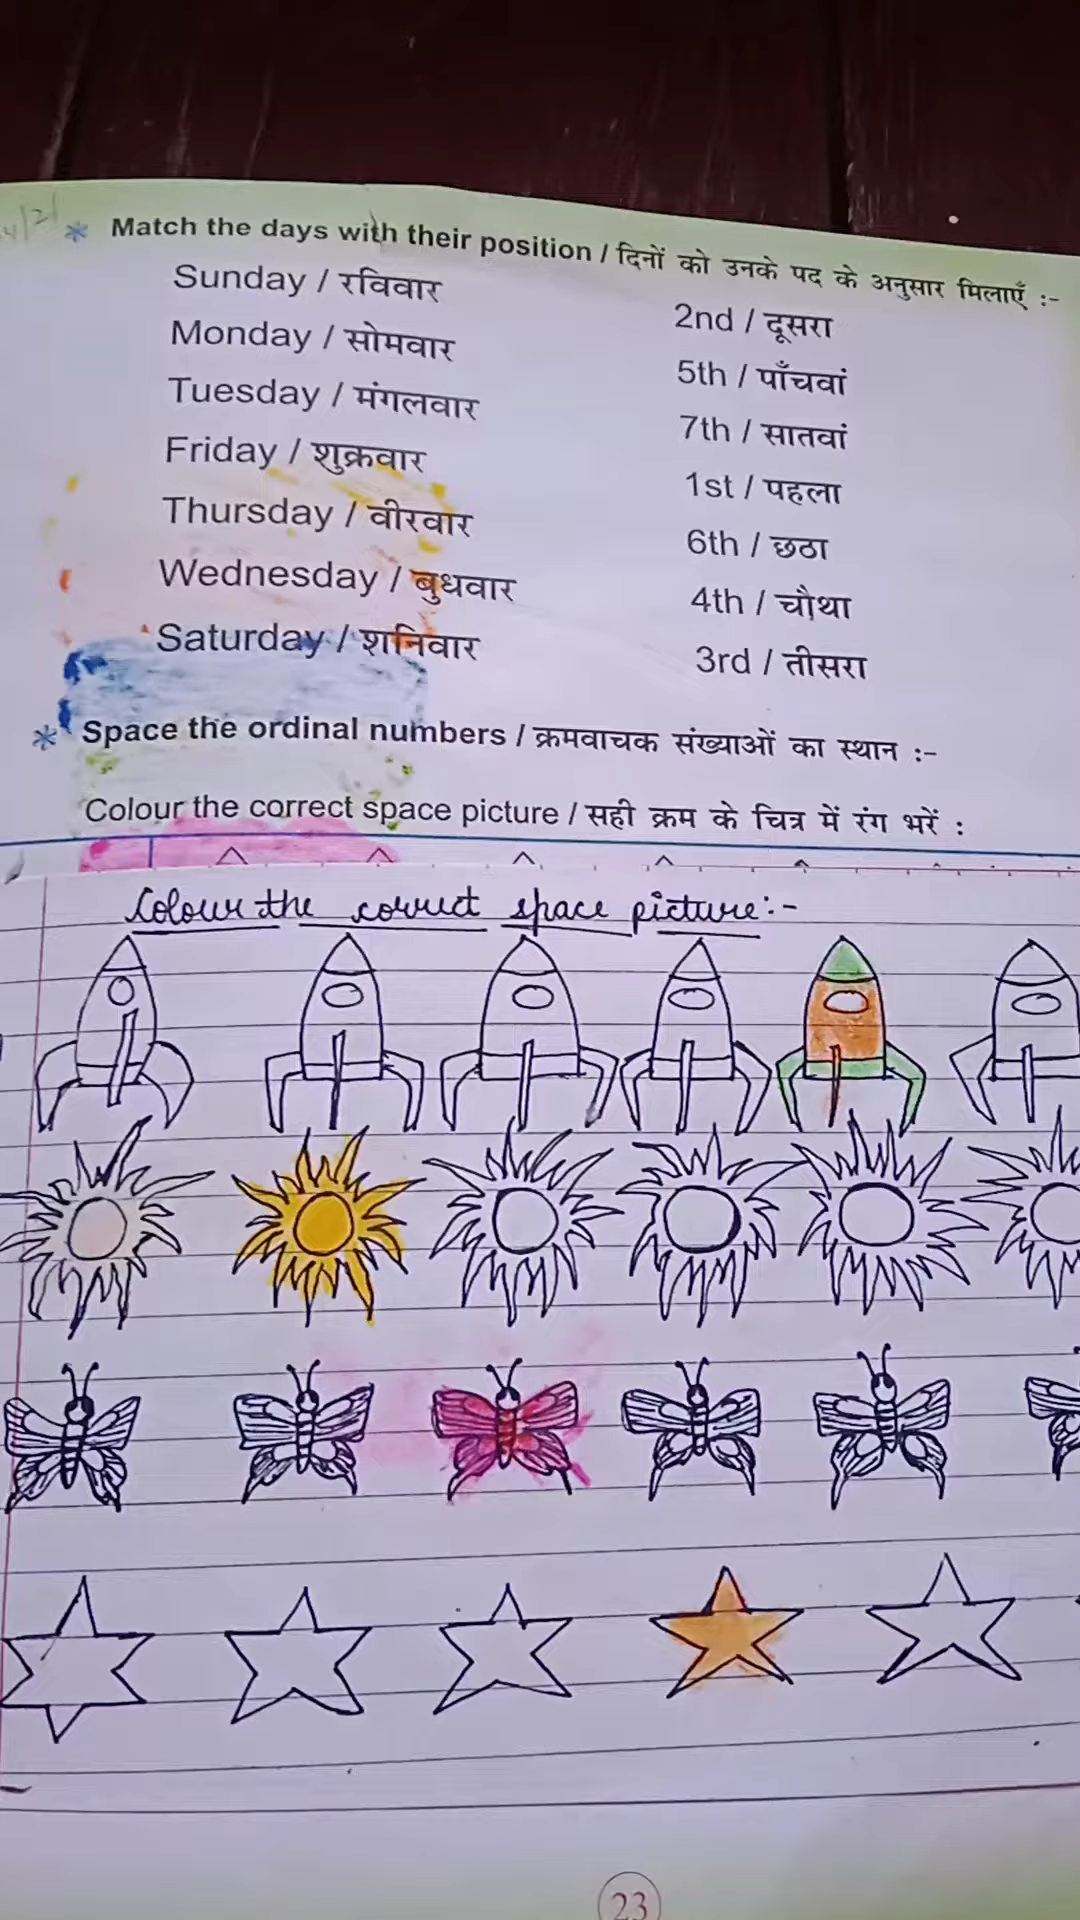 * Match the days with their position / दिनों को उनके पद के अनुसार मिलाएँ :-
Sunday / रविवार
2nd / दूसरा
Monday / सोमवार
5th / पाँचवां
Tuesday / मंगलवार
7th / सातवां
Friday / शुक्रवार
1st / पहला
Thursday / वीरवार
6th / छठा
Wednesday / बुधवार
4th / चौथा
Saturday / शनिवार
3rd / तीसरा
* Space the ordinal numbers / क्रमवाचक संख्याओं का स्थान :-
Colour the correct space picture / सही क्रम के चित्र में रंग भरें :
Colour the correct space picture:-
23